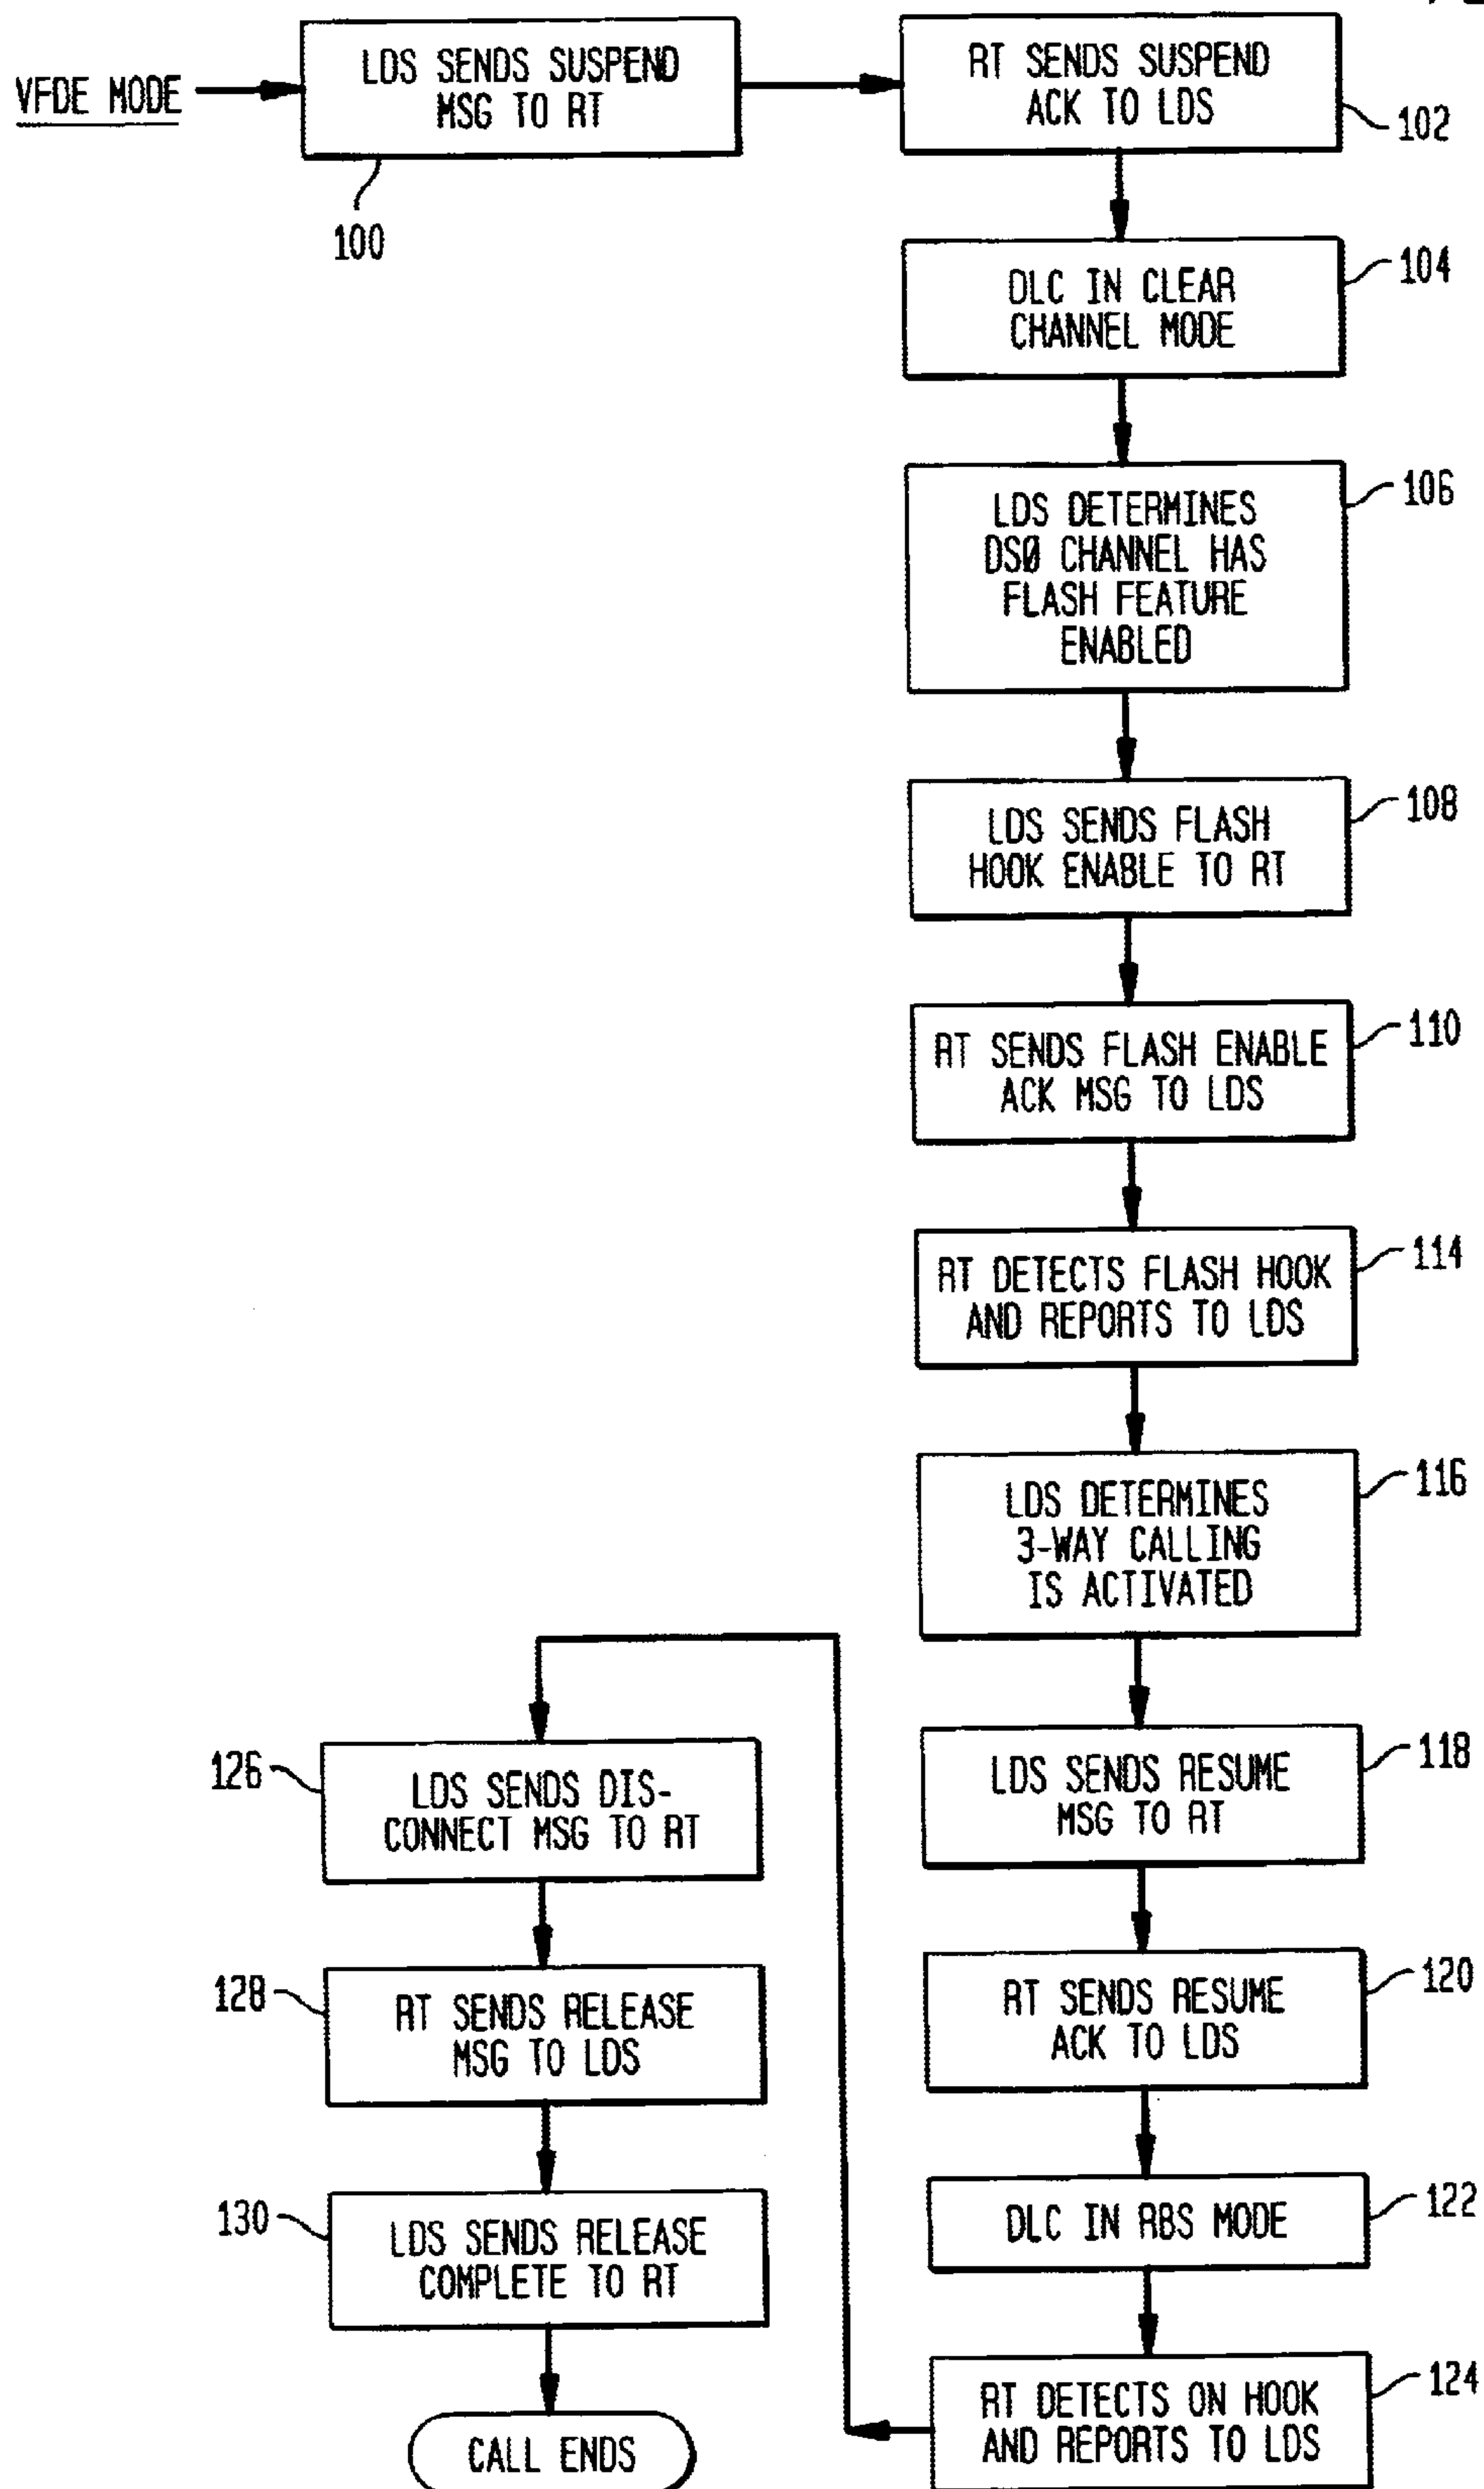 VFDE MODE
LDS SENDS SUSPEND
MSG TO RT
100
RT SENDS SUSPEND
ACK TO LDS
102
DLC IN CLEAR
CHANNEL MODE
104
LDS DETERMINES
DSØ CHANNEL HAS
FLASH FEATURE
ENABLED
106
LDS SENDS FLASH
HOOK ENABLE TO RT
108
RT SENDS FLASH ENABLE
ACK MSG TO LDS
110
RT DETECTS FLASH HOOK
AND REPORTS TO LDS
114
LDS DETERMINES
3-WAY CALLING
IS ACTIVATED
116
LDS SENDS RESUME
MSG TO RT
118
RT SENDS RESUME
ACK TO LDS
120
DLC IN RBS MODE
122
RT DETECTS ON HOOK
AND REPORTS TO LDS
124
126
LDS SENDS DIS-
CONNECT MSG TO RT
128
RT SENDS RELEASE
MSG TO LDS
130
LDS SENDS RELEASE
COMPLETE TO RT
CALL ENDS